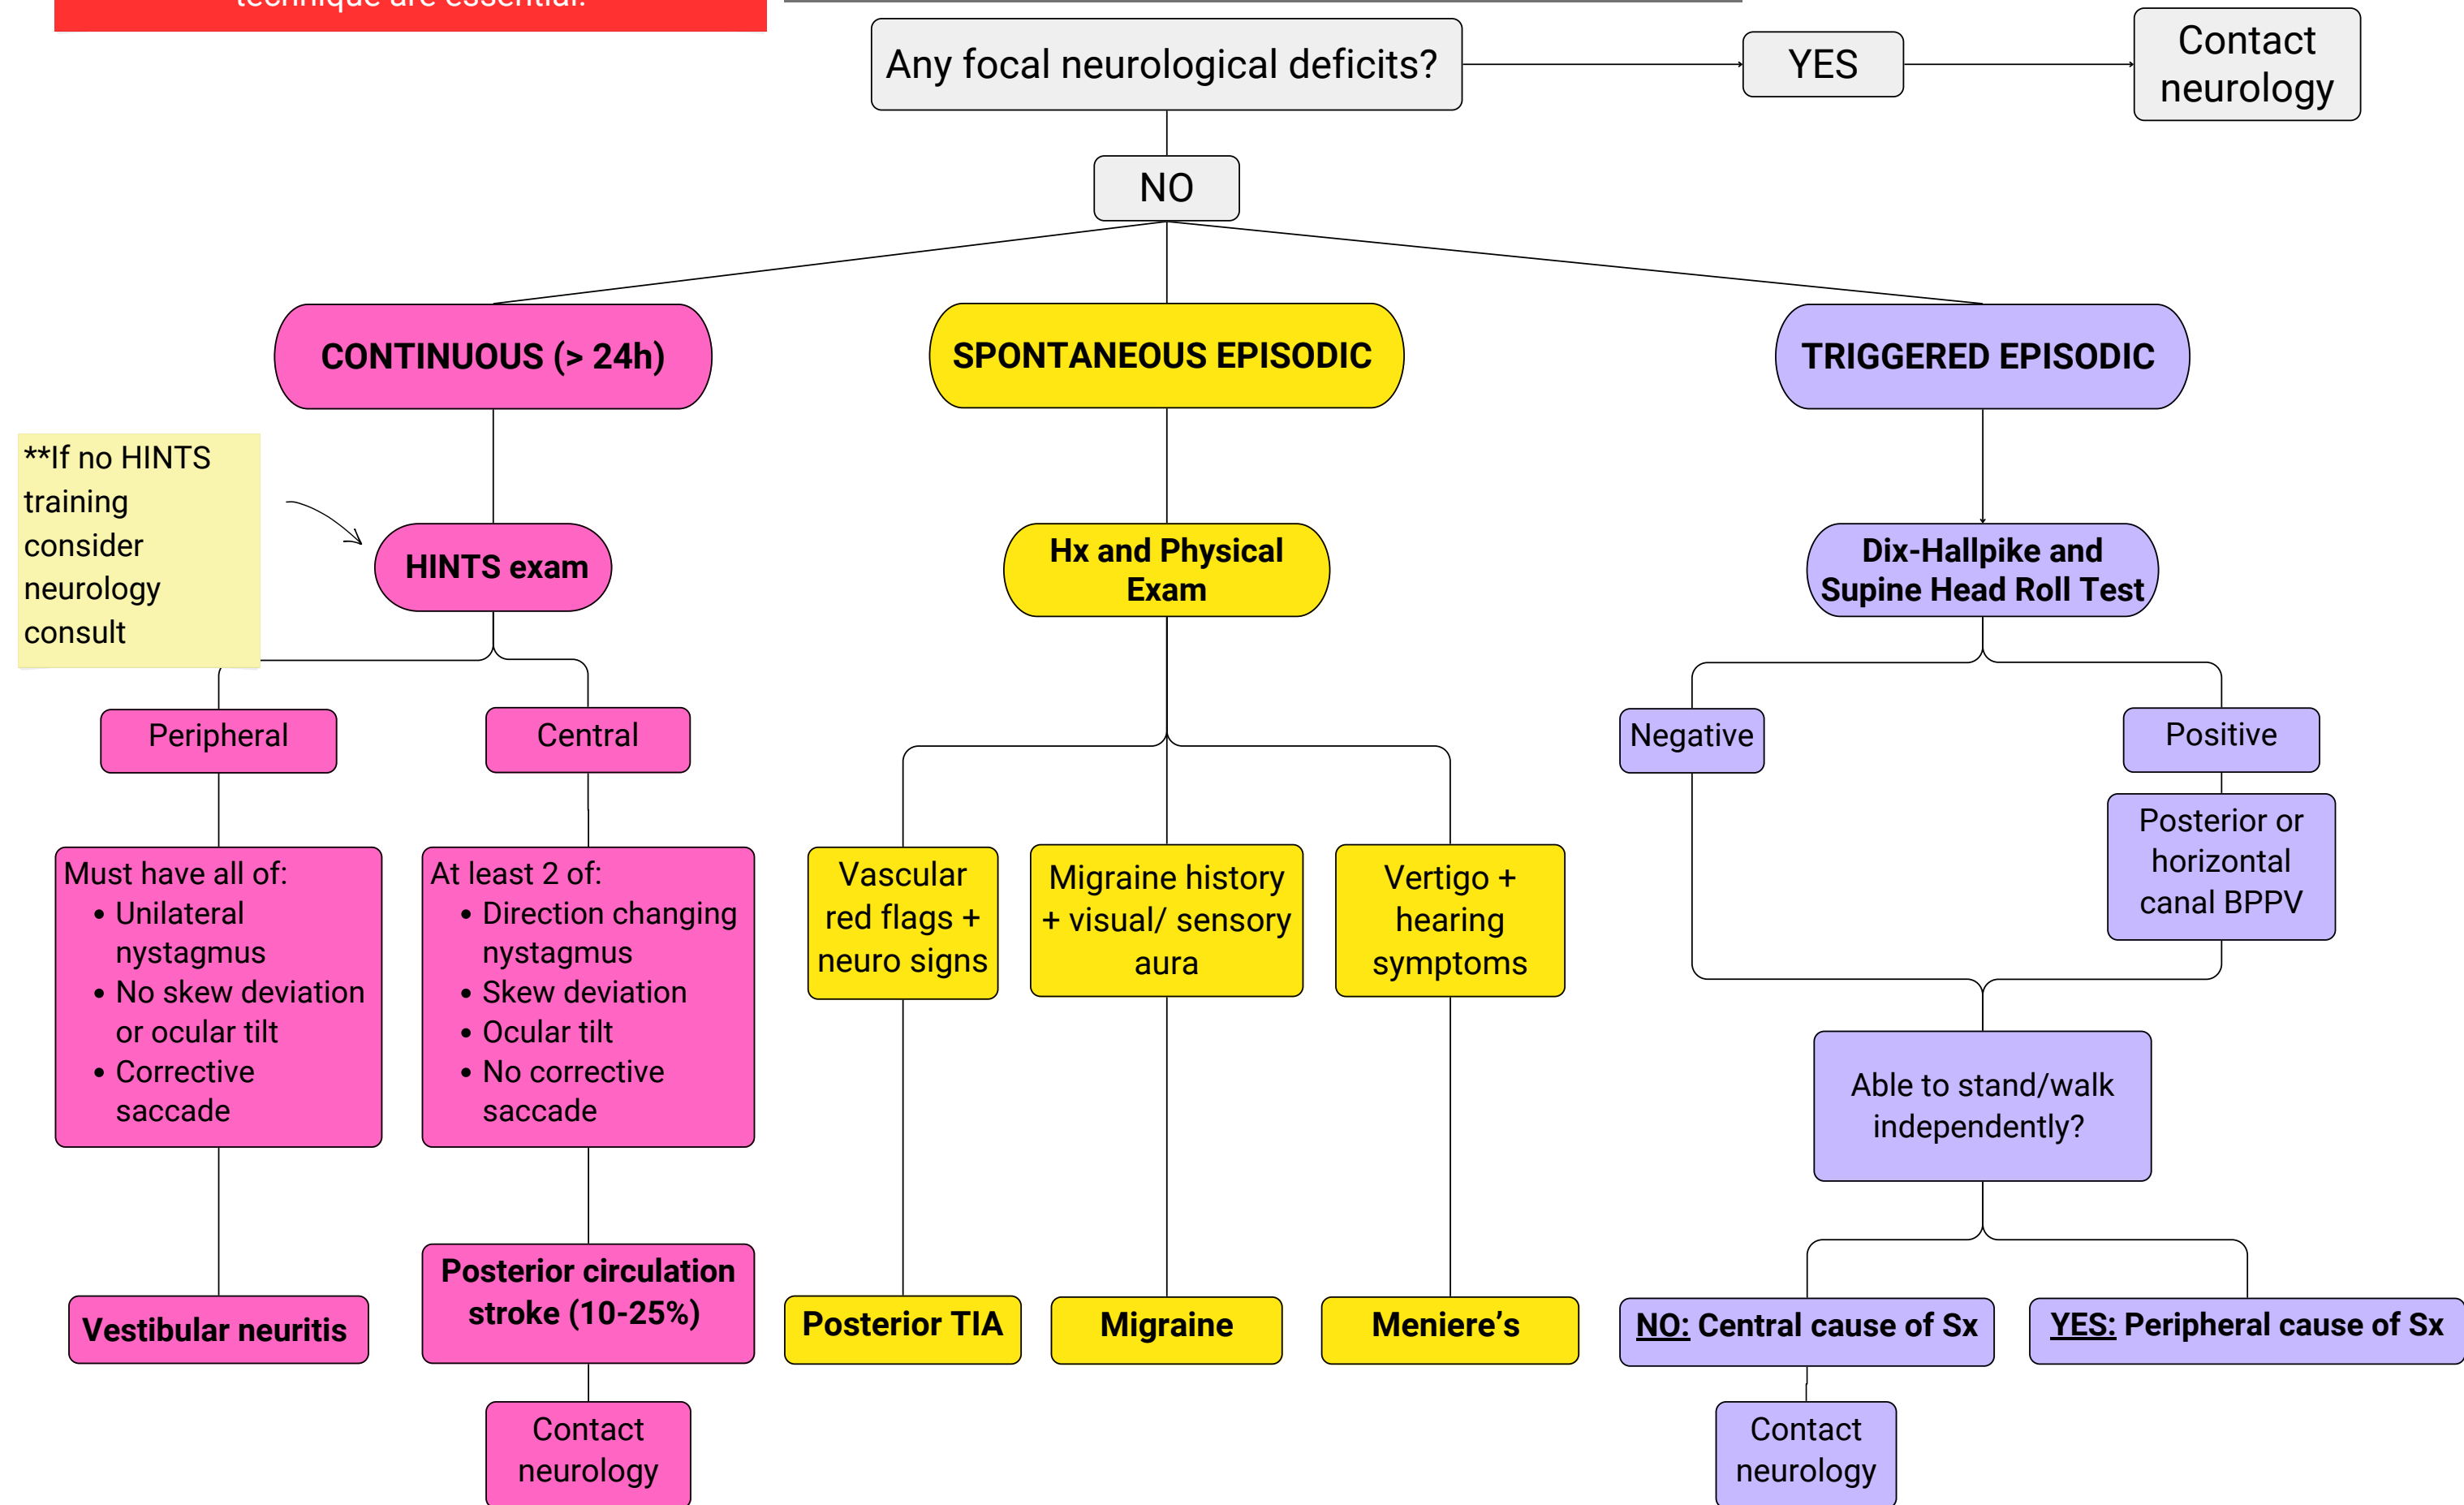 technique are essential.
Any focal neurological deficits?
YES
Contact
neurology
NO
CONTINUOUS (> 24h)
SPONTANEOUS EPISODIC
TRIGGERED EPISODIC
**If no HINTS
training
consider
neurology
consult
HINTS exam
Hx and Physical
Exam
Dix-Hallpike and
Supine Head Roll Test
Peripheral
Central
Negative
Positive
Posterior or
horizontal
canal BPPV
Must have all of:
• Unilateral
nystagmus
• No skew deviation
or ocular tilt
• Corrective
saccade
At least 2 of:
• Direction changing
nystagmus
• Skew deviation
• Ocular tilt
• No corrective
saccade
Vascular
red flags +
neuro signs
Migraine history
+ visual/ sensory
aura
Vertigo +
hearing
symptoms
Able to stand/walk
independently?
Vestibular neuritis
Posterior circulation
stroke (10-25%)
Posterior TIA
Migraine
Meniere’s
NO: Central cause of Sx
YES: Peripheral cause of Sx
Contact
neurology
Contact
neurology